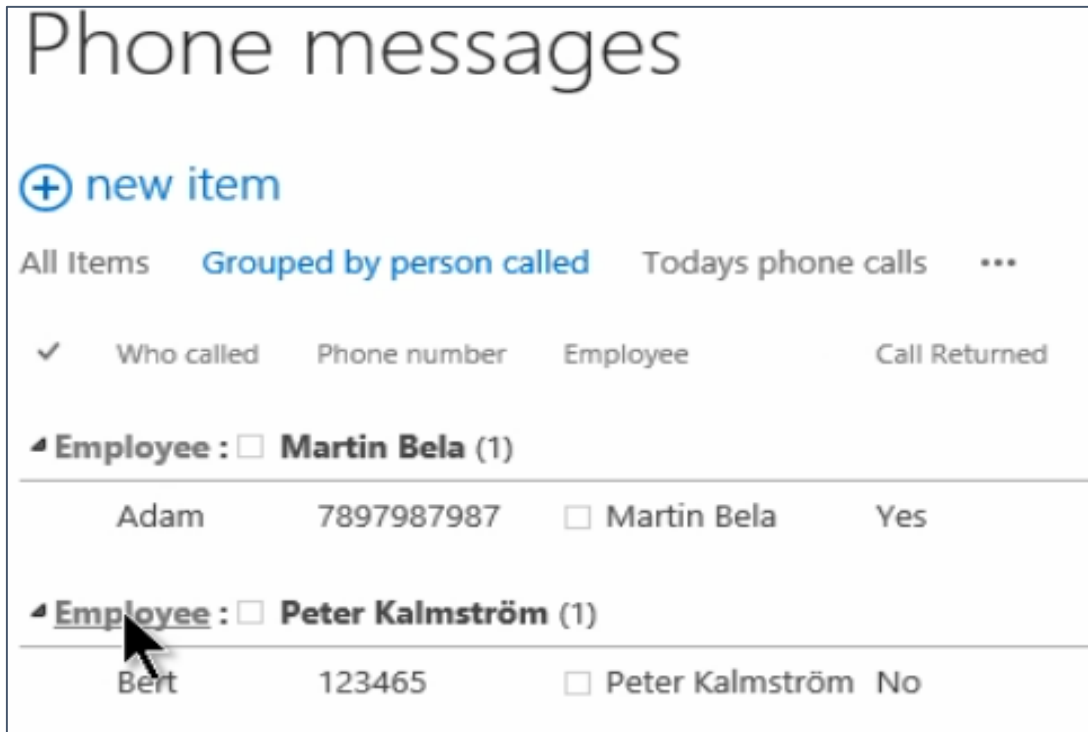 Phone messages
new item
All Items Grouped by person called Todays phone calls ...
Who called Phone number Employee Call Returned
Employee : Martin Bela (1)
Adam 7897987987 Martin Bela Yes
Employee : Peter Kalmström (1)
Bert 123465 Peter Kalmström No